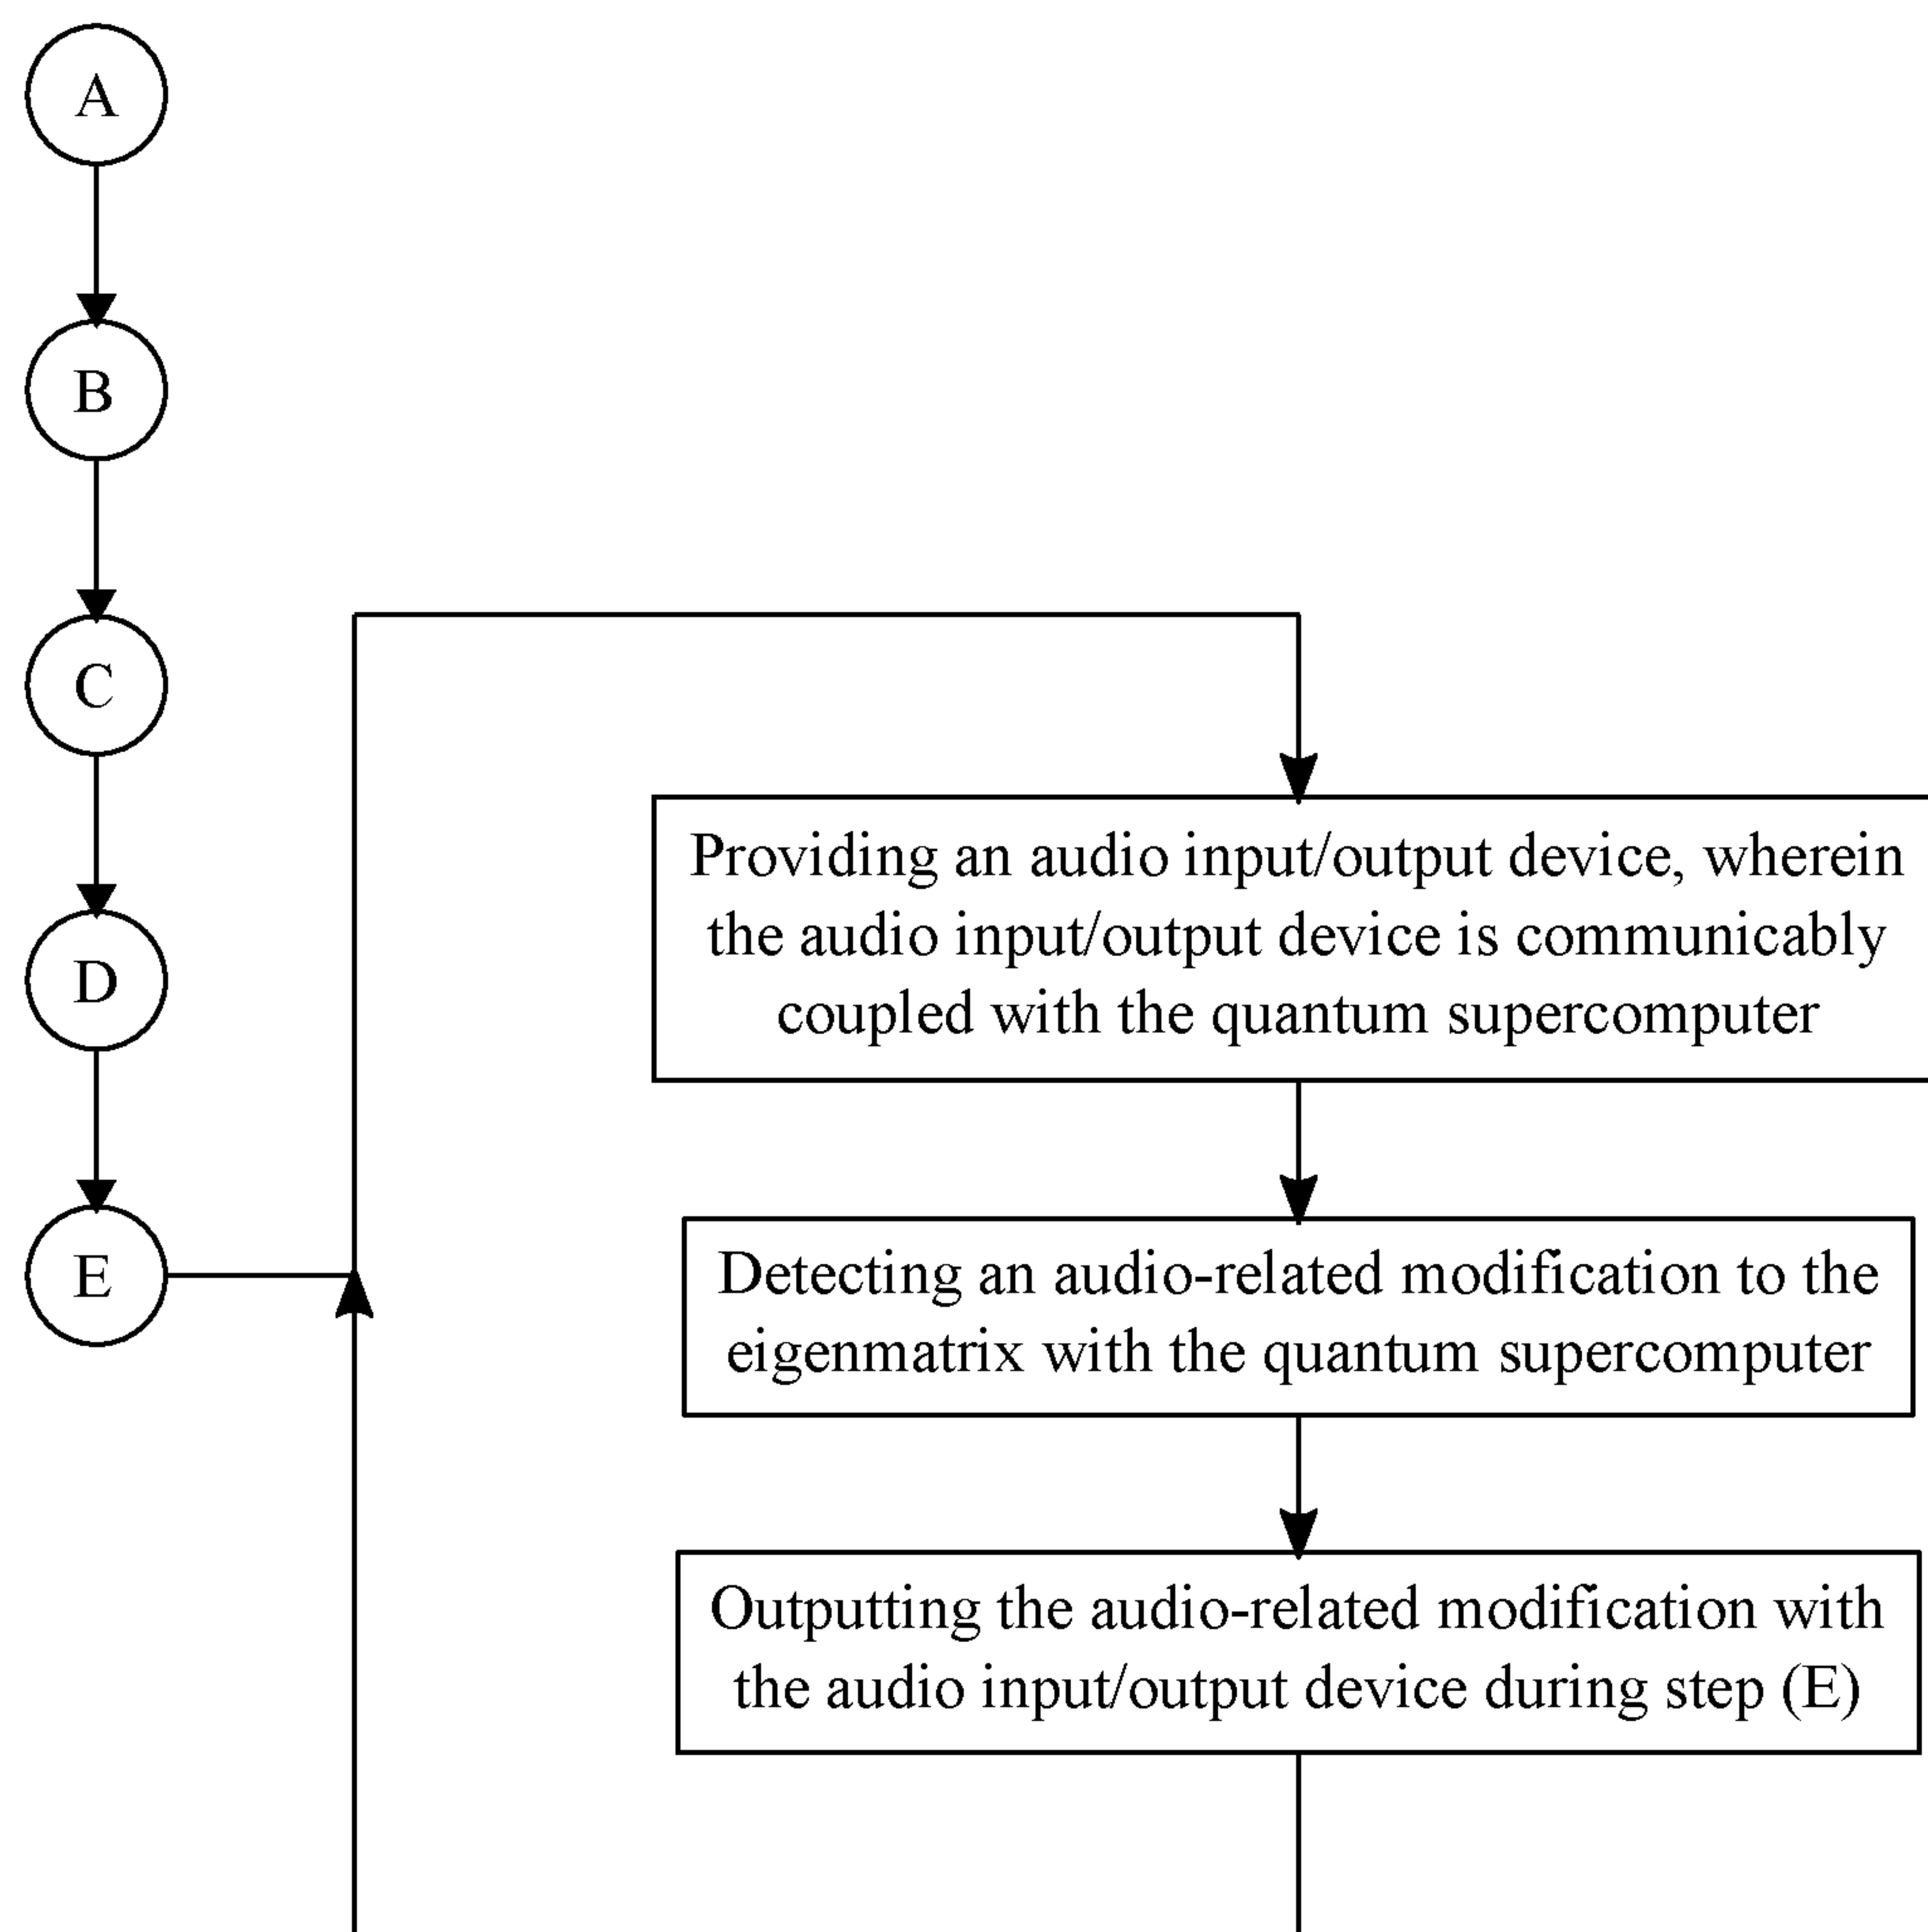 A
B
C
D
E
Providing an audio input/output device, wherein
the audio input/output device is communicably
coupled with the quantum supercomputer
Detecting an audio-related modification to the
eigenmatrix with the quantum supercomputer
Outputting the audio-related modification with
the audio input/output device during step (E)